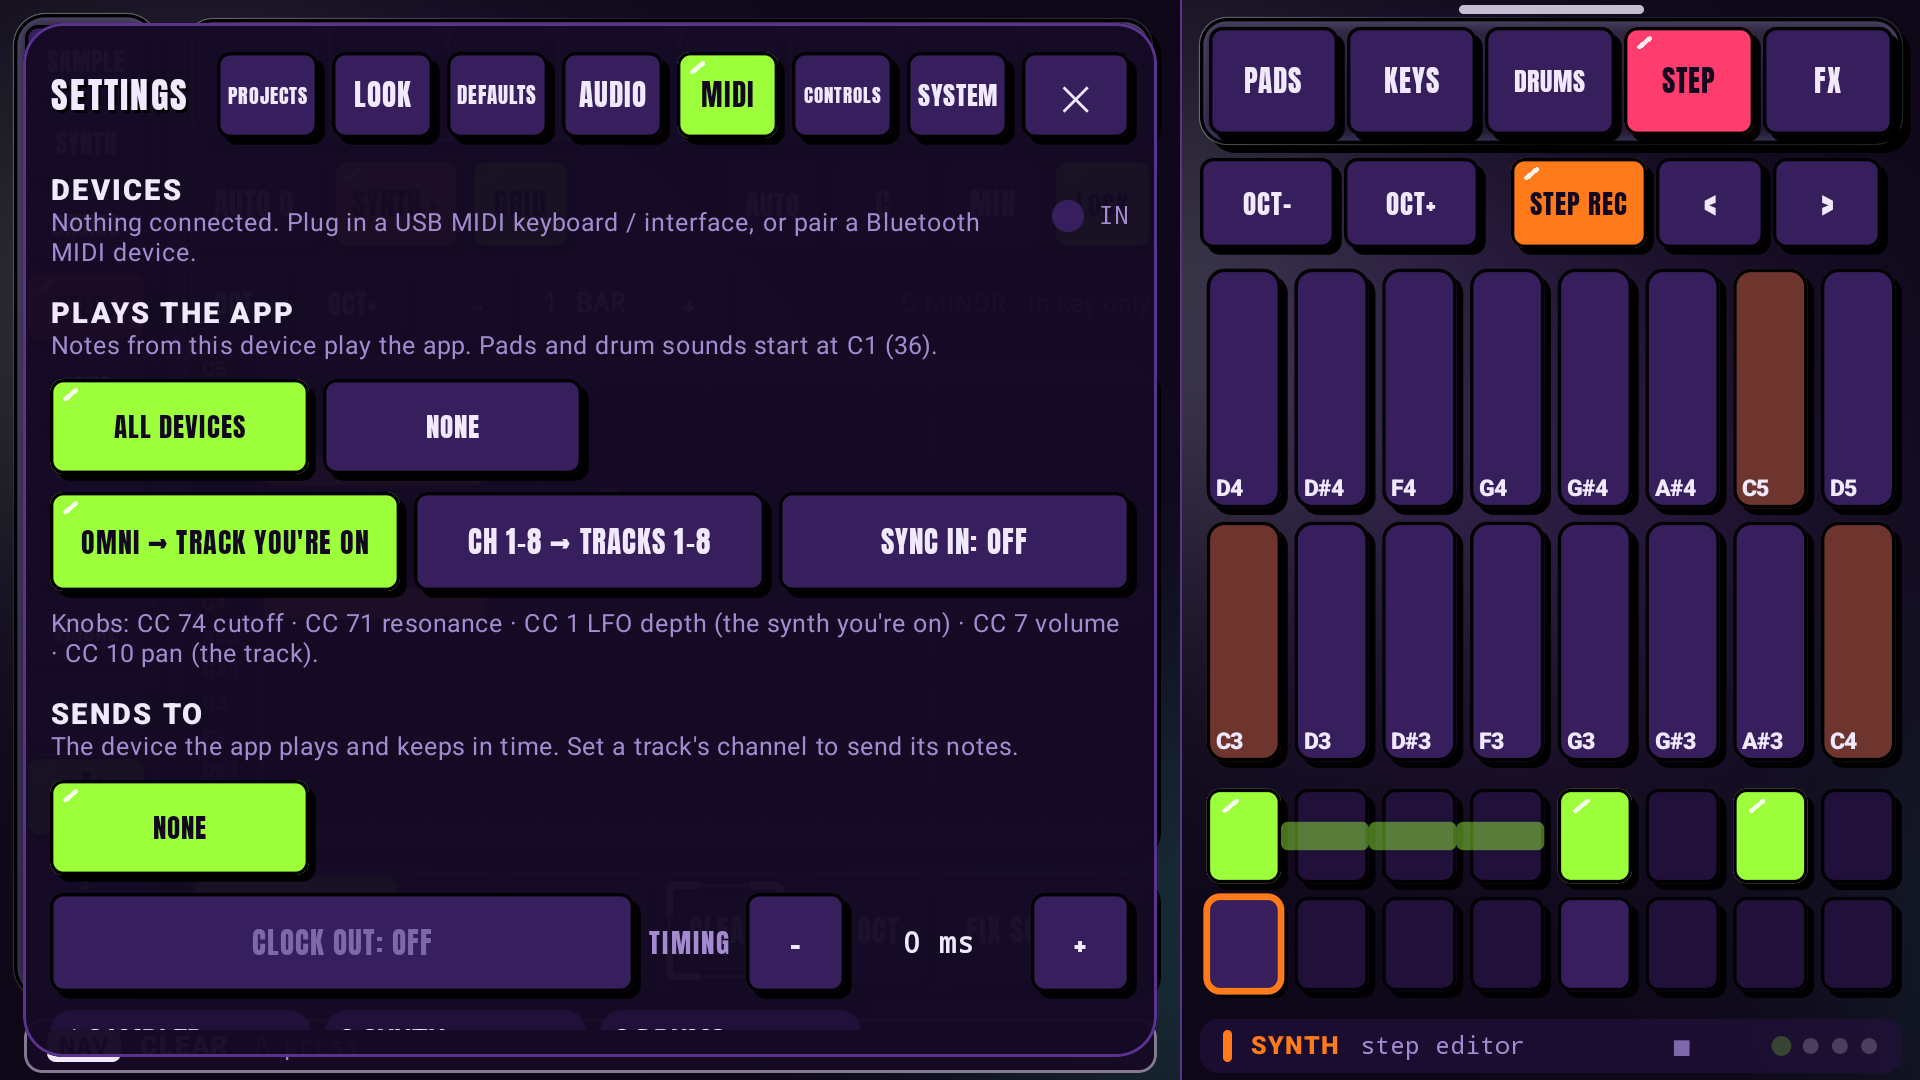 SETTINGS
PROJECTS
LOOK
DEFAULTS
AUDIO
MIDI
CONTROLS
SYSTEM
DEVICES
Nothing connected. Plug in a USB MIDI keyboard / interface, or pair a Bluetooth
MIDI device.
IN
PLAYS THE APP
Notes from this device play the app. Pads and drum sounds start at C1 (36).
ALL DEVICES
NONE
OMNI → TRACK YOU'RE ON
CH 1-8 → TRACKS 1-8
SYNC IN: OFF
Knobs: CC 74 cutoff · CC 71 resonance · CC 1 LFO depth (the synth you're on) · CC 7 volume
· CC 10 pan (the track).
SENDS TO
The device the app plays and keeps in time. Set a track's channel to send its notes.
NONE
CLOCK OUT: OFF
TIMING
-
0 ms
+
NAV
CLEAR
A press
PADS
KEYS
DRUMS
STEP
FX
OCT-
OCT+
STEP REC
<
>
D4
D#4
F4
G4
G#4
A#4
C5
D5
C3
D3
D#3
F3
G3
G#3
A#3
C4
SYNTH step editor